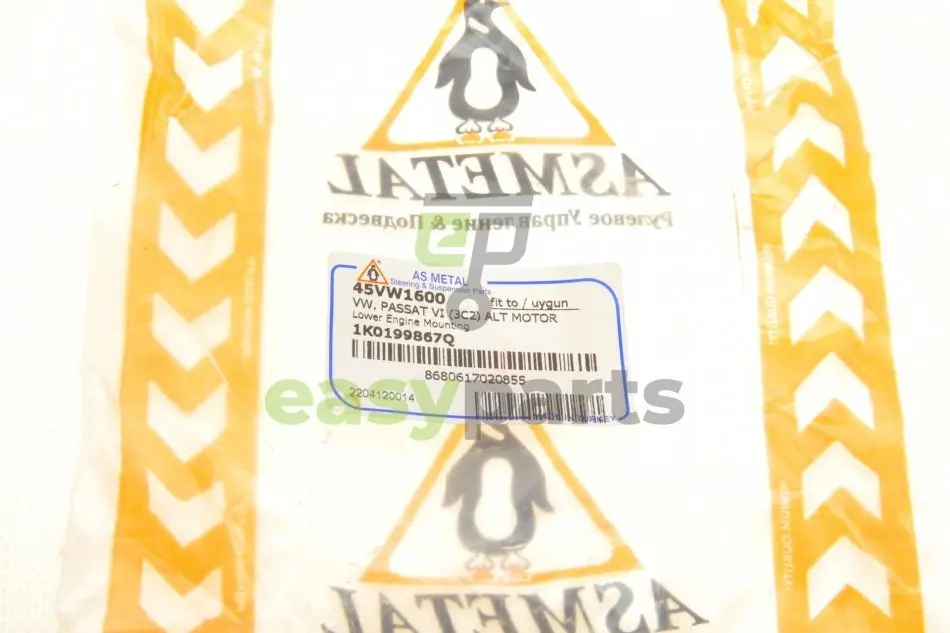 ASMETAL
Рулевое Управление & Подвеска
AS METAL
Steering & Suspension Parts
45VW1600 fit to / uygun
VW. PASSAT VI (3C2) ALT MOTOR
Lower Engine Mounting
1K0199867Q
8680617020855
easyparts
2204120014
MADE IN TURKEY
ASMETAL